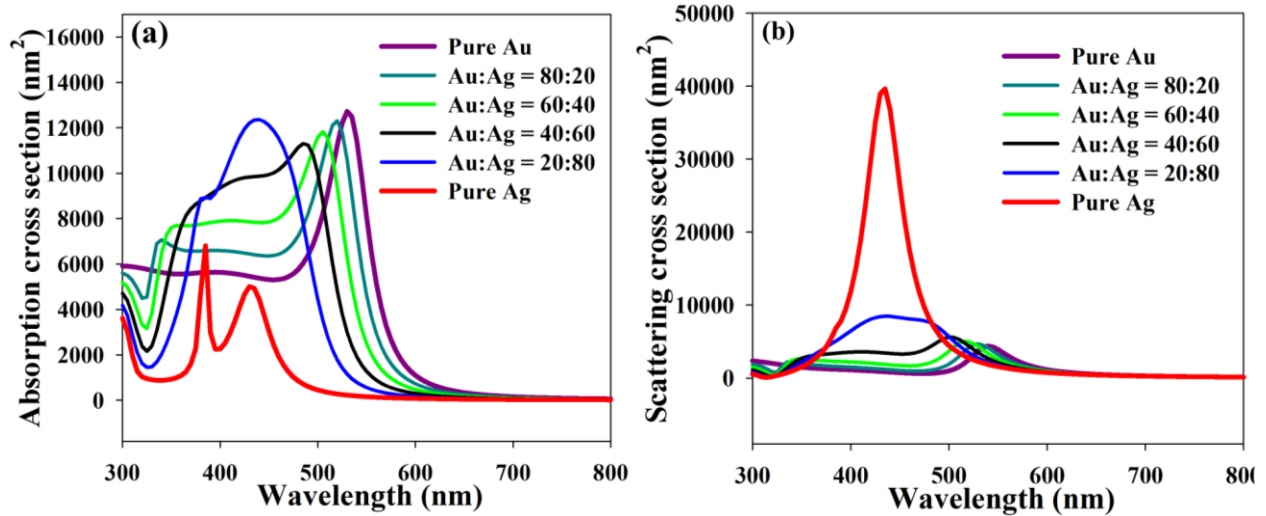 (a)
Absorption cross section (nm²)
16000
14000
12000
10000
8000
6000
4000
2000
0
Pure Au
Au:Ag = 80:20
Au:Ag = 60:40
Au:Ag = 40:60
Au:Ag = 20:80
Pure Ag
300 400 500 600 700 800
Wavelength (nm)
(b)
Scattering cross section (nm²)
50000
40000
30000
20000
10000
0
Pure Au
Au:Ag = 80:20
Au:Ag = 60:40
Au:Ag = 40:60
Au:Ag = 20:80
Pure Ag
300 400 500 600 700 800
Wavelength (nm)